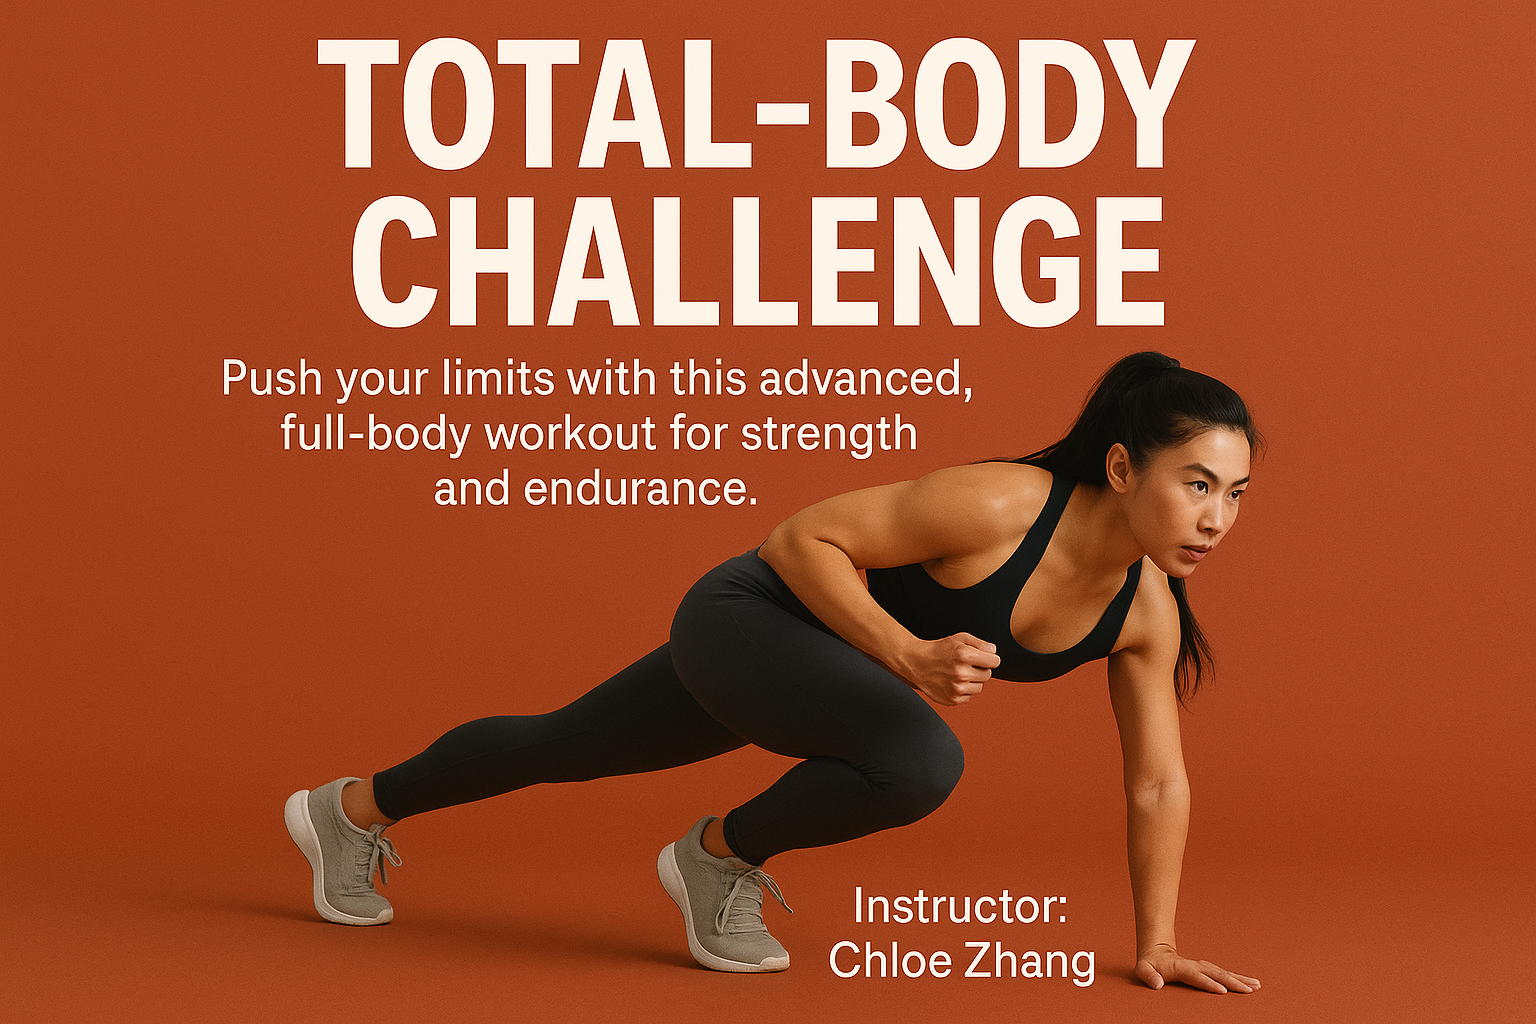 TOTAL-BODY
CHALLENGE
Push your limits with this advanced,
full-body workout for strength
and endurance.
Instructor:
Chloe Zhang